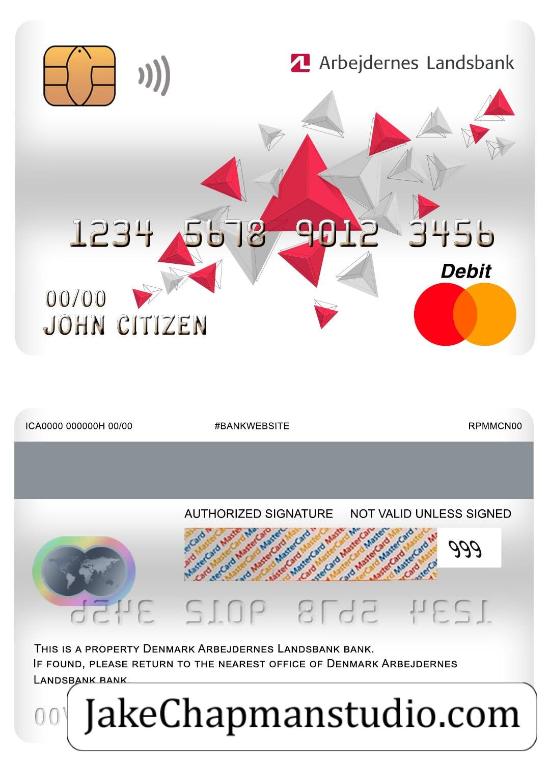 Arbejdernes Landsbank
1234 5678 9012 3456
Debit
00/00
JOHN CITIZEN
ICA0000 000000H 00/00
#BANKWEBSITE
RPMMCN00
AUTHORIZED SIGNATURE NOT VALID UNLESS SIGNED
999
THIS IS A PROPERTY DENMARK ARBEJDERNES LANDSBANK BANK.
IF FOUND, PLEASE RETURN TO THE NEAREST OFFICE OF DENMARK ARBEJDERNES
LANDSBANK BANK.
JakeChapmanstudio.com